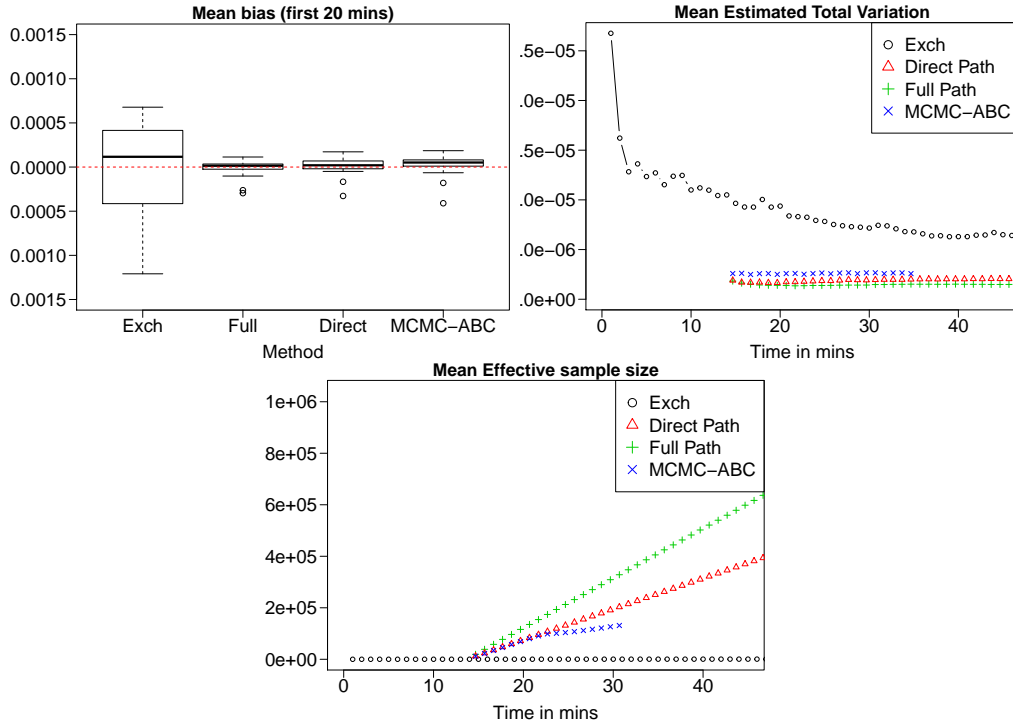 Mean bias (first 20 mins)
0.0015
0.0010
0.0005
0.0000
0.0005
0.0010
0.0015
Exch Full Direct MCMC−ABC
Method
Mean Estimated Total Variation
.5e−05
.0e−05
.5e−05
.0e−05
.0e−06
.0e+00
Exch
Direct Path
Full Path
MCMC−ABC
0 10 20 30 40
Time in mins
Mean Effective sample size
1e+06
8e+05
6e+05
4e+05
2e+05
0e+00
Exch
Direct Path
Full Path
MCMC−ABC
0 10 20 30 40
Time in mins